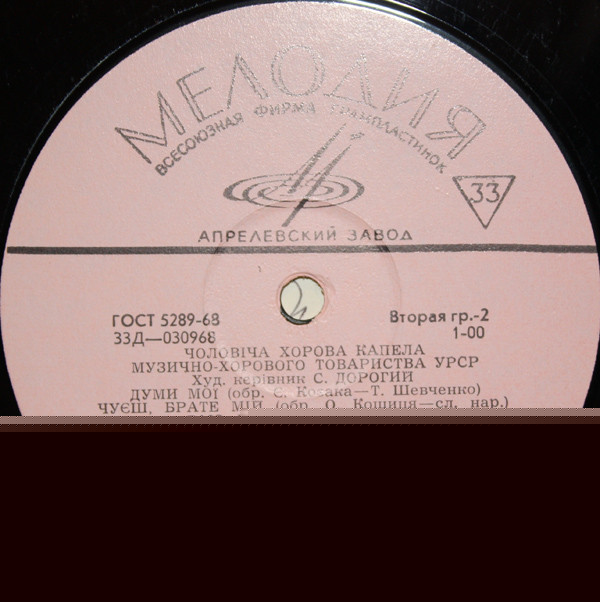 МЕЛОДИЯ
ВСЕСОЮЗНАЯ ФИРМА ГРАМПЛАСТИНОК
33
АПРЕЛЕВСКИЙ ЗАВОД
ГОСТ 5289-68
Вторая гр.-2
33Д—030968
1-00
ЧОЛОВІЧА ХОРОВА КАПЕЛА
МУЗИЧНО-ХОРОВОГО ТОВАРИСТВА УРСР
Худ. керівник С. ДОРОГИЙ
ДУМИ МОЇ (обр. С. Козака—Т. Шевченко)
ЧУЄШ, БРАТЕ МІЙ (обр. О. Кошиця—сл. нар.)